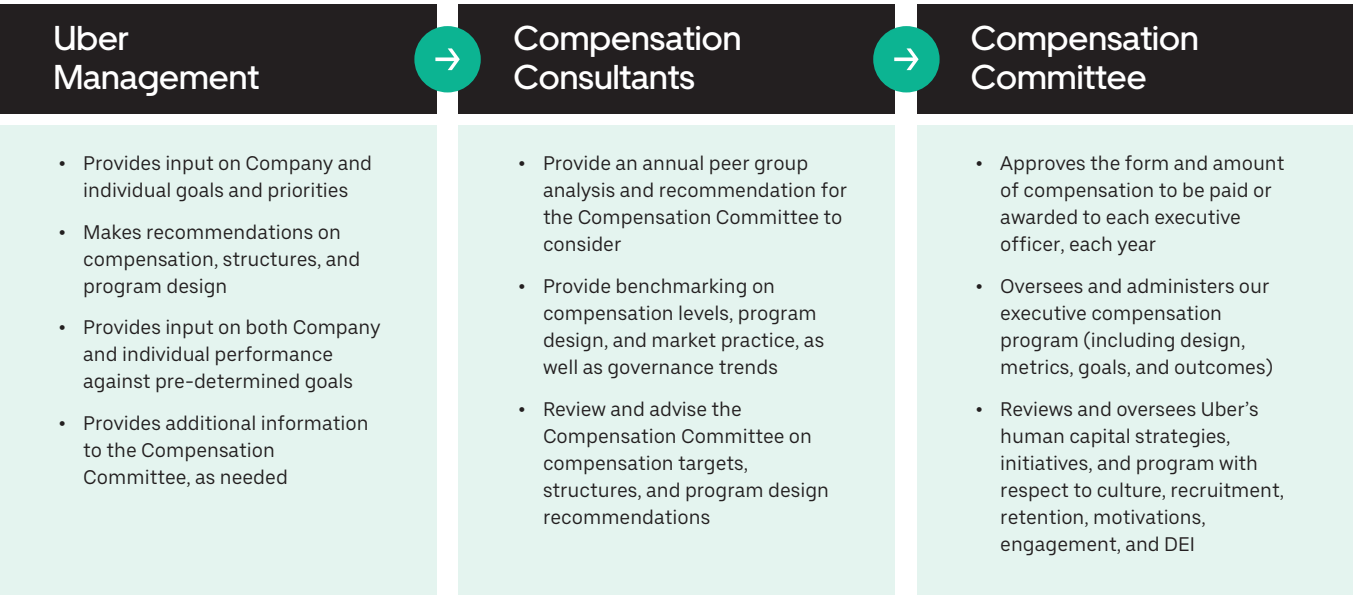 Uber
Management
• Provides input on Company and
individual goals and priorities
• Makes recommendations on
compensation, structures, and
program design
• Provides input on both Company
and individual performance
against pre-determined goals
• Provides additional information
to the Compensation
Committee, as needed
Compensation
Consultants
• Provide an annual peer group
analysis and recommendation for
the Compensation Committee to
consider
• Provide benchmarking on
compensation levels, program
design, and market practice, as
well as governance trends
• Review and advise the
Compensation Committee on
compensation targets,
structures, and program design
recommendations
Compensation
Committee
• Approves the form and amount
of compensation to be paid or
awarded to each executive
officer, each year
• Oversees and administers our
executive compensation
program (including design,
metrics, goals, and outcomes)
• Reviews and oversees Uber’s
human capital strategies,
initiatives, and program with
respect to culture, recruitment,
retention, motivations,
engagement, and DEI